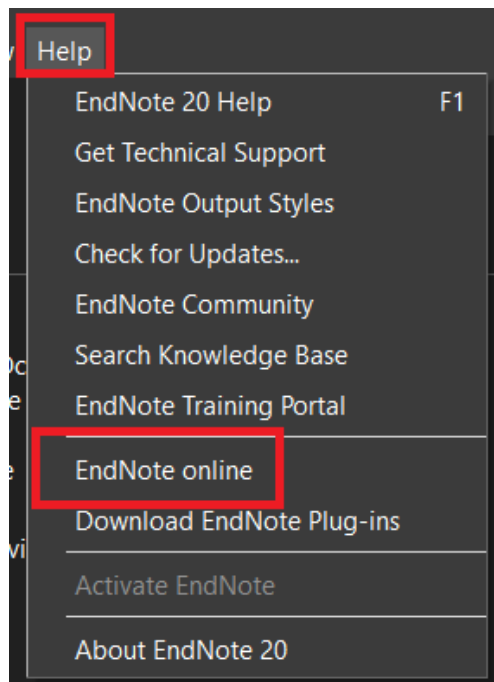 Help
EndNote 20 Help F1
Get Technical Support
EndNote Output Styles
Check for Updates...
EndNote Community
Search Knowledge Base
EndNote Training Portal
EndNote online
Download EndNote Plug-ins
Activate EndNote
About EndNote 20